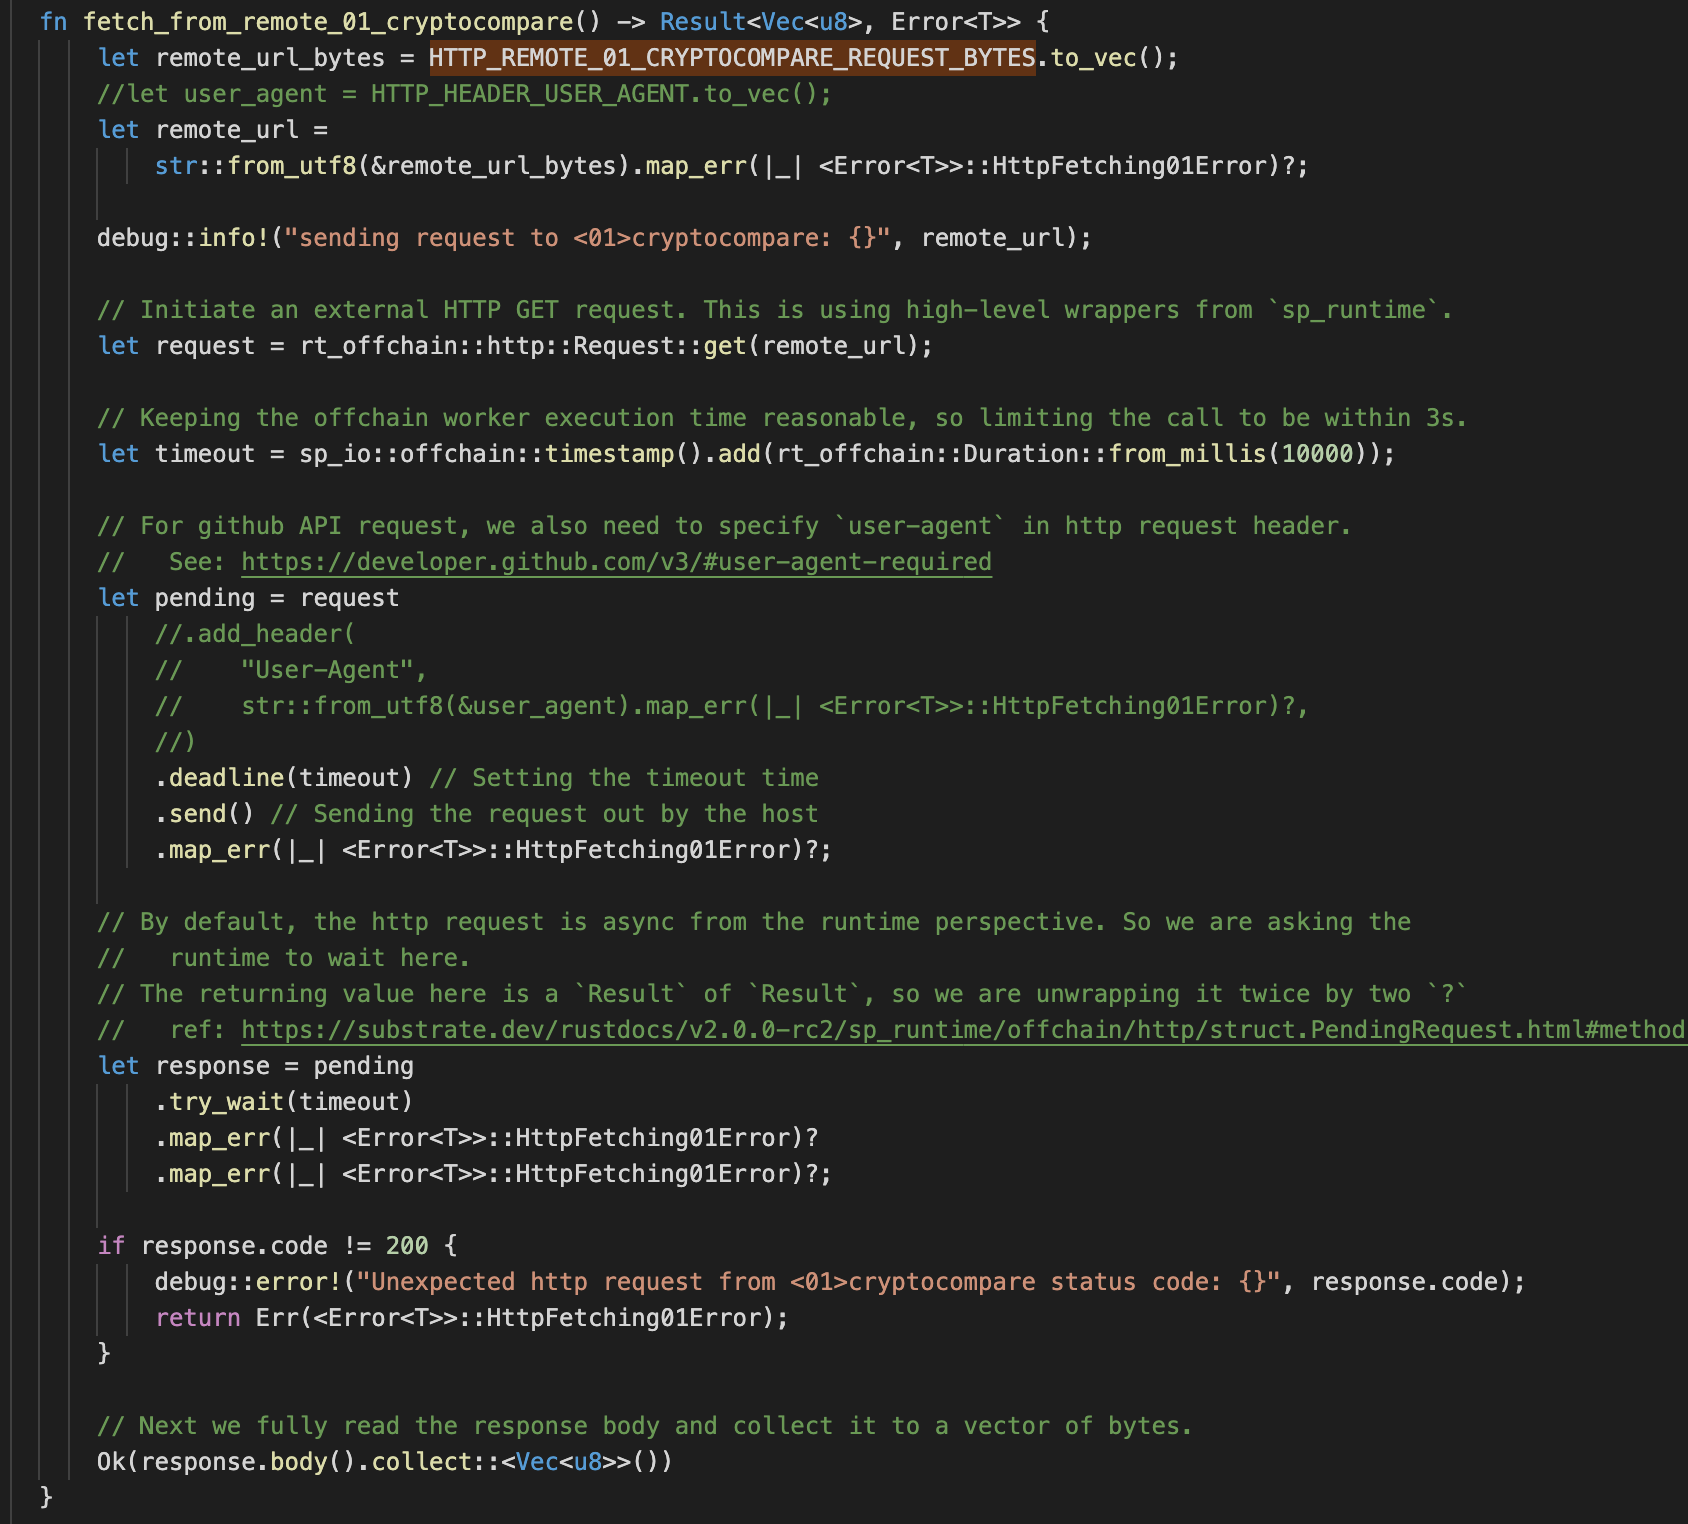 fn fetch_from_remote_01_cryptocompare() -> Result<Vec<u8>, Error<T>> {
let remote_url_bytes = HTTP_REMOTE_01_CRYPTOCOMPARE_REQUEST_BYTES.to_vec();
//let user_agent = HTTP_HEADER_USER_AGENT.to_vec();
let remote_url =
str::from_utf8(&remote_url_bytes).map_err(|_| <Error<T>>::HttpFetching01Error)?;
debug::info!("sending request to <01>cryptocompare: {}", remote_url);
// Initiate an external HTTP GET request. This is using high-level wrappers from `sp_runtime`.
let request = rt_offchain::http::Request::get(remote_url);
// Keeping the offchain worker execution time reasonable, so limiting the call to be within 3s.
let timeout = sp_io::offchain::timestamp().add(rt_offchain::Duration::from_millis(10000));
// For github API request, we also need to specify `user-agent` in http request header.
//   See: https://developer.github.com/v3/#user-agent-required
let pending = request
//.add_header(
//    "User-Agent",
//    str::from_utf8(&user_agent).map_err(|_| <Error<T>>::HttpFetching01Error)?,
//)
.deadline(timeout) // Setting the timeout time
.send() // Sending the request out by the host
.map_err(|_| <Error<T>>::HttpFetching01Error)?;
// By default, the http request is async from the runtime perspective. So we are asking the
//   runtime to wait here.
// The returning value here is a `Result` of `Result`, so we are unwrapping it twice by two `?`
//   ref: https://substrate.dev/rustdocs/v2.0.0-rc2/sp_runtime/offchain/http/struct.PendingRequest.html#method
let response = pending
.try_wait(timeout)
.map_err(|_| <Error<T>>::HttpFetching01Error)?
.map_err(|_| <Error<T>>::HttpFetching01Error)?;
if response.code != 200 {
debug::error!("Unexpected http request from <01>cryptocompare status code: {}", response.code);
return Err(<Error<T>>::HttpFetching01Error);
}
// Next we fully read the response body and collect it to a vector of bytes.
Ok(response.body().collect::<Vec<u8>>())
}